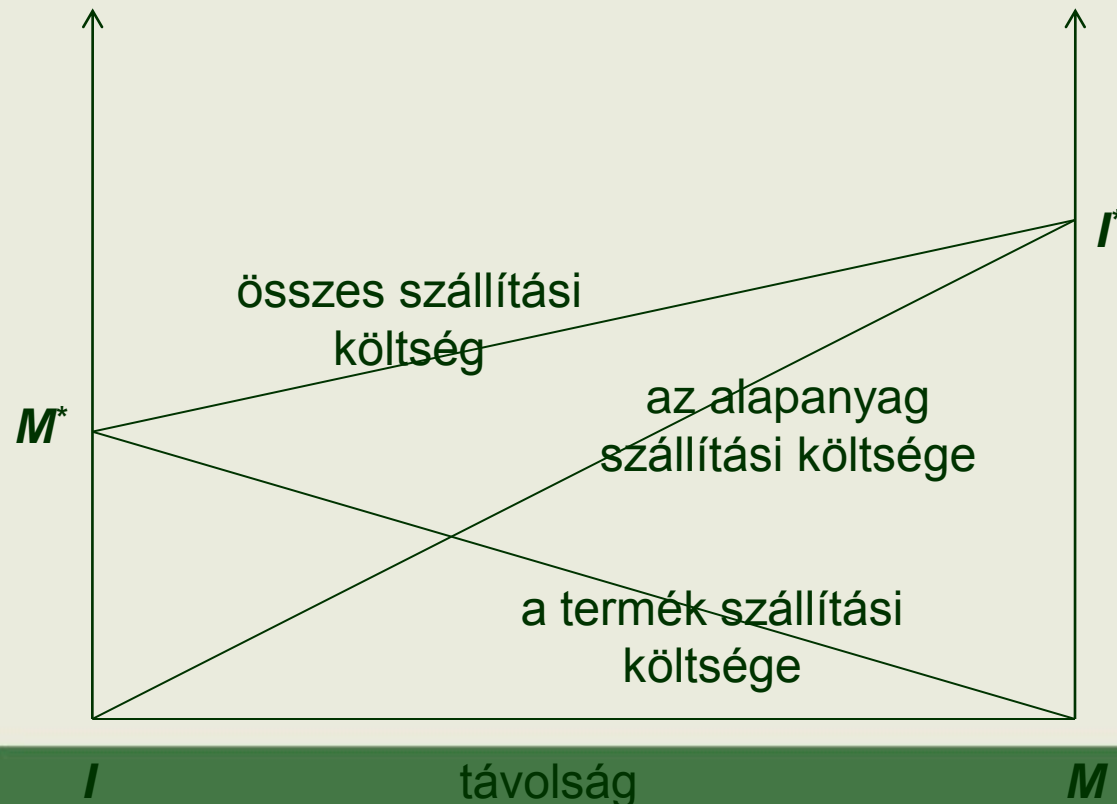 I*
összes szállítási
költség
az alapanyag
szállítási költsége
M*
a termék szállítási
költsége
I távolság M